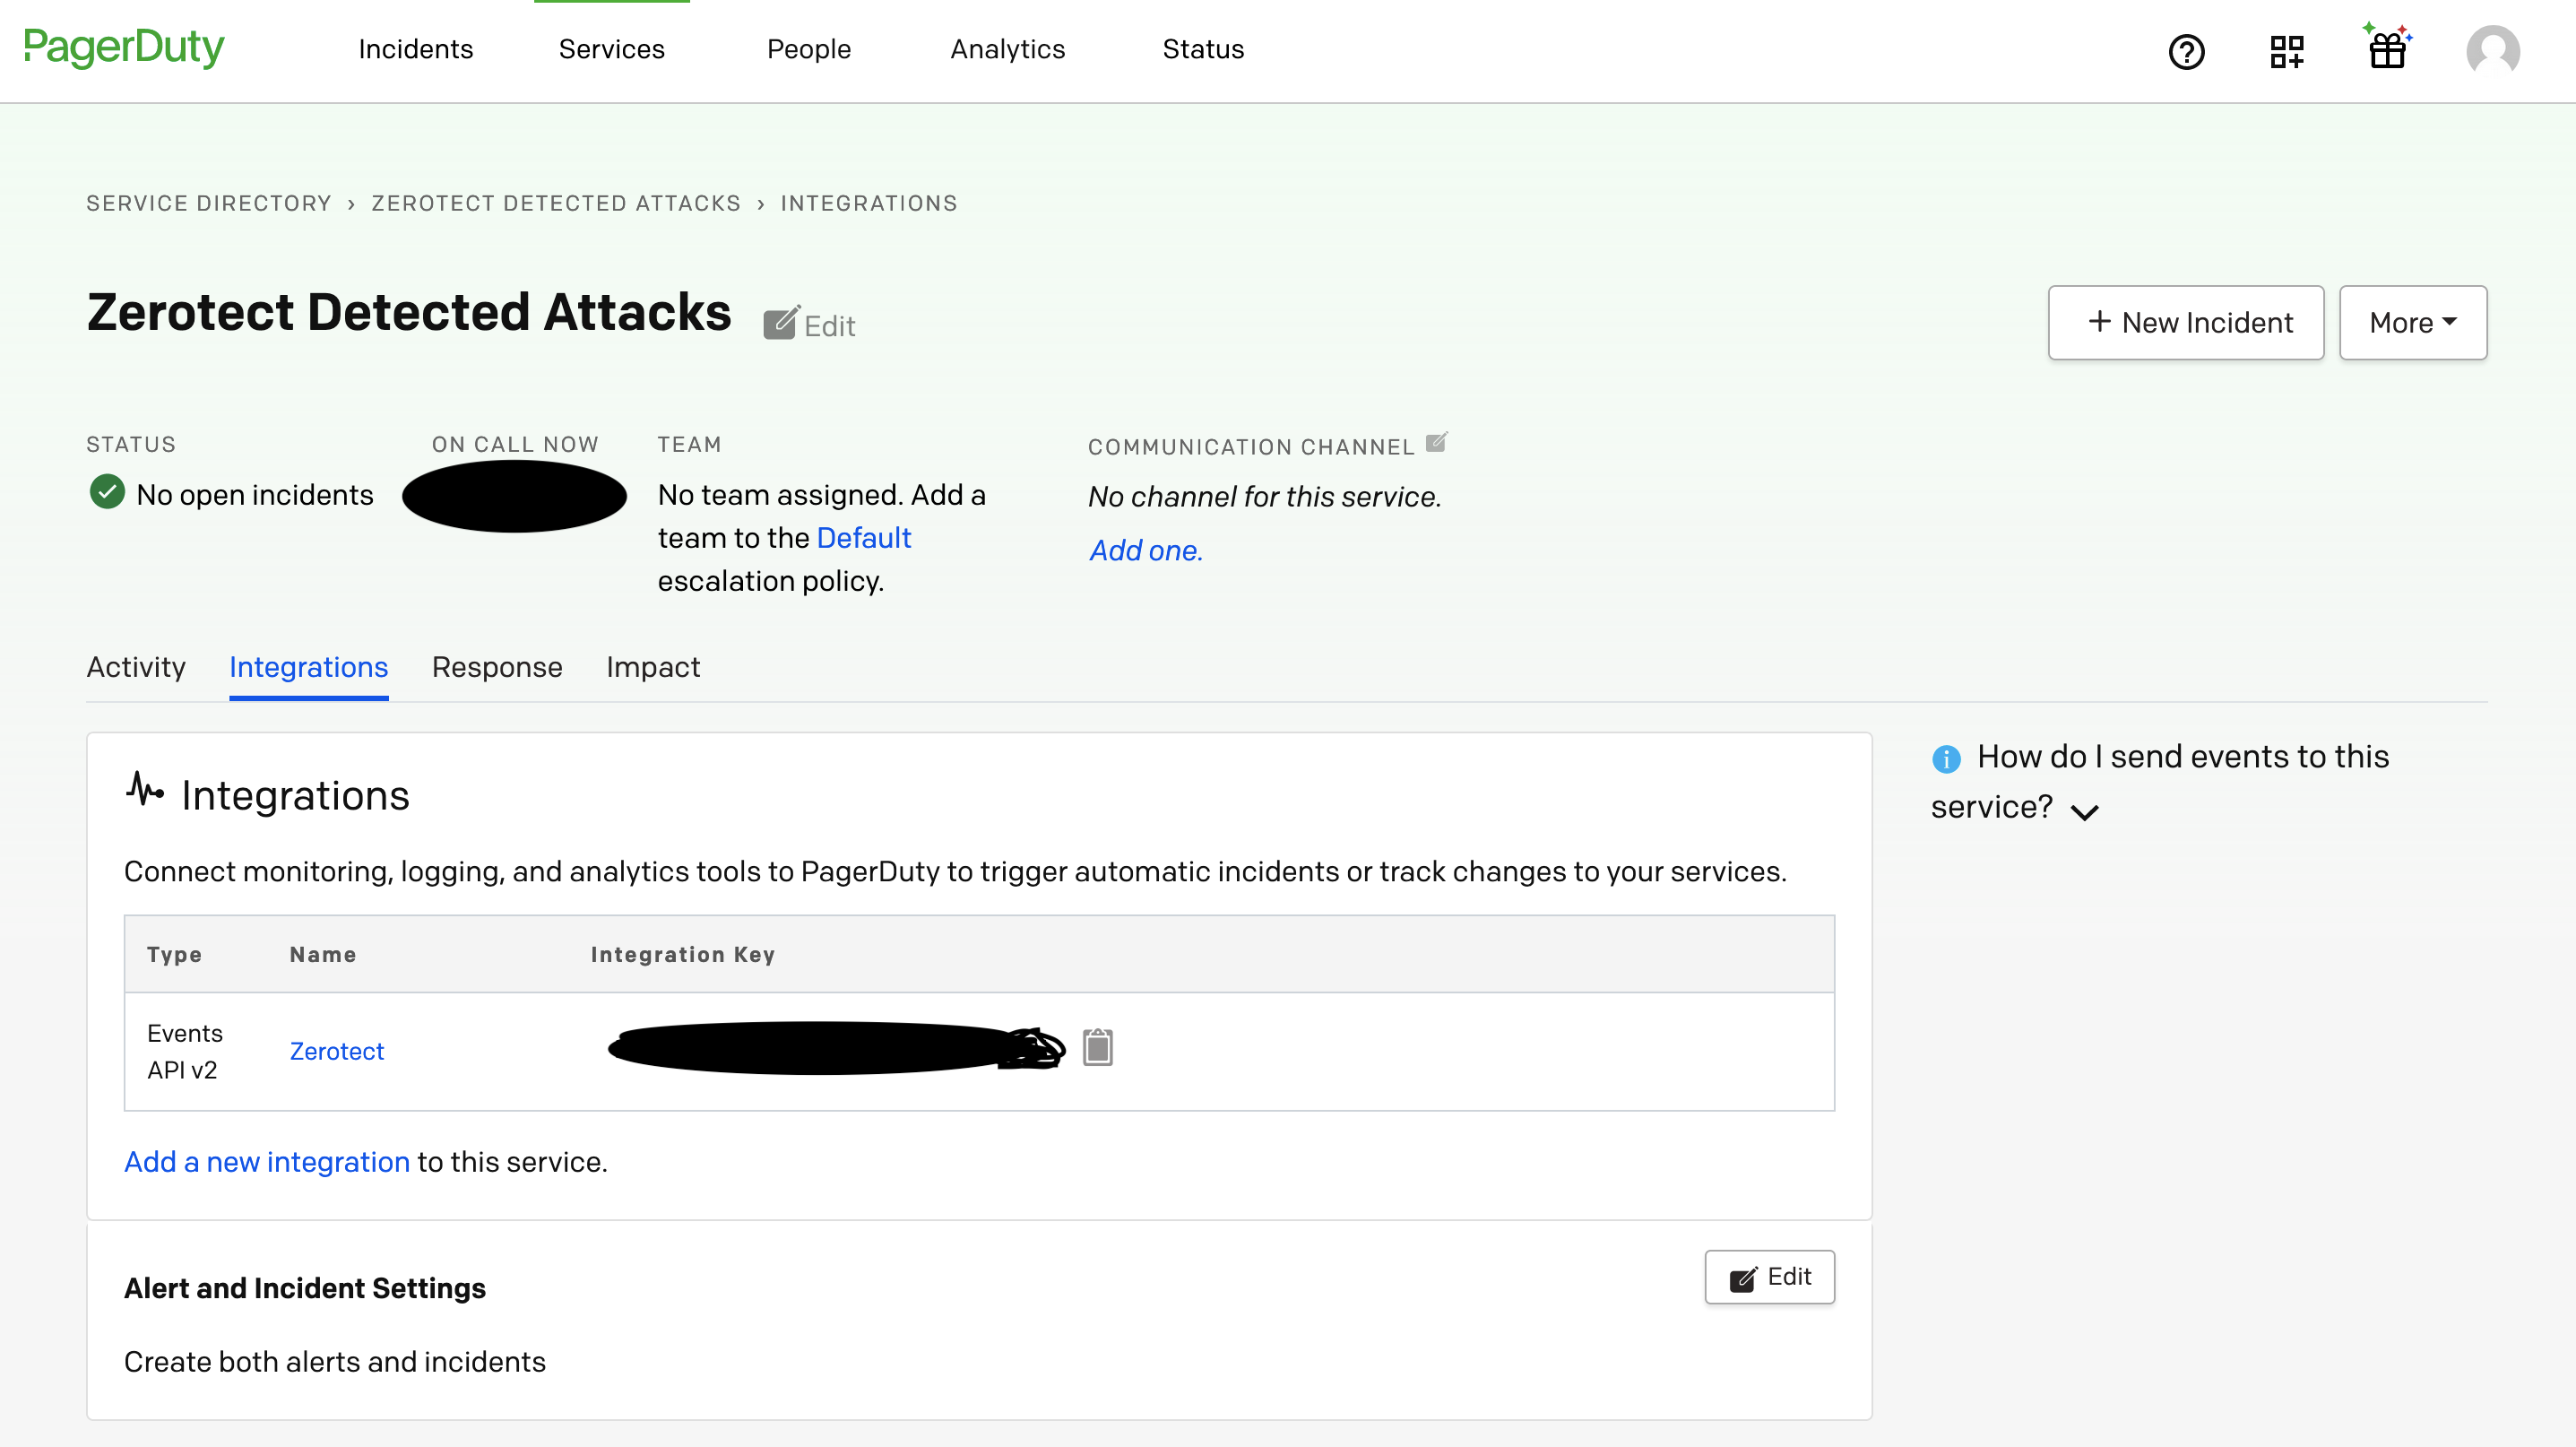 PagerDuty
Incidents
Services
People
Analytics
Status
SERVICE DIRECTORY › ZEROTECT DETECTED ATTACKS › INTEGRATIONS
Zerotect Detected Attacks
Edit
+ New Incident
More
STATUS
No open incidents
ON CALL NOW
TEAM
No team assigned. Add a
team to the Default
escalation policy.
COMMUNICATION CHANNEL
No channel for this service.
Add one.
Activity
Integrations
Response
Impact
Integrations
Connect monitoring, logging, and analytics tools to PagerDuty to trigger automatic incidents or track changes to your services.
Type
Name
Integration Key
Events
API v2
Zerotect
Add a new integration to this service.
Alert and Incident Settings
Edit
Create both alerts and incidents
How do I send events to this
service?